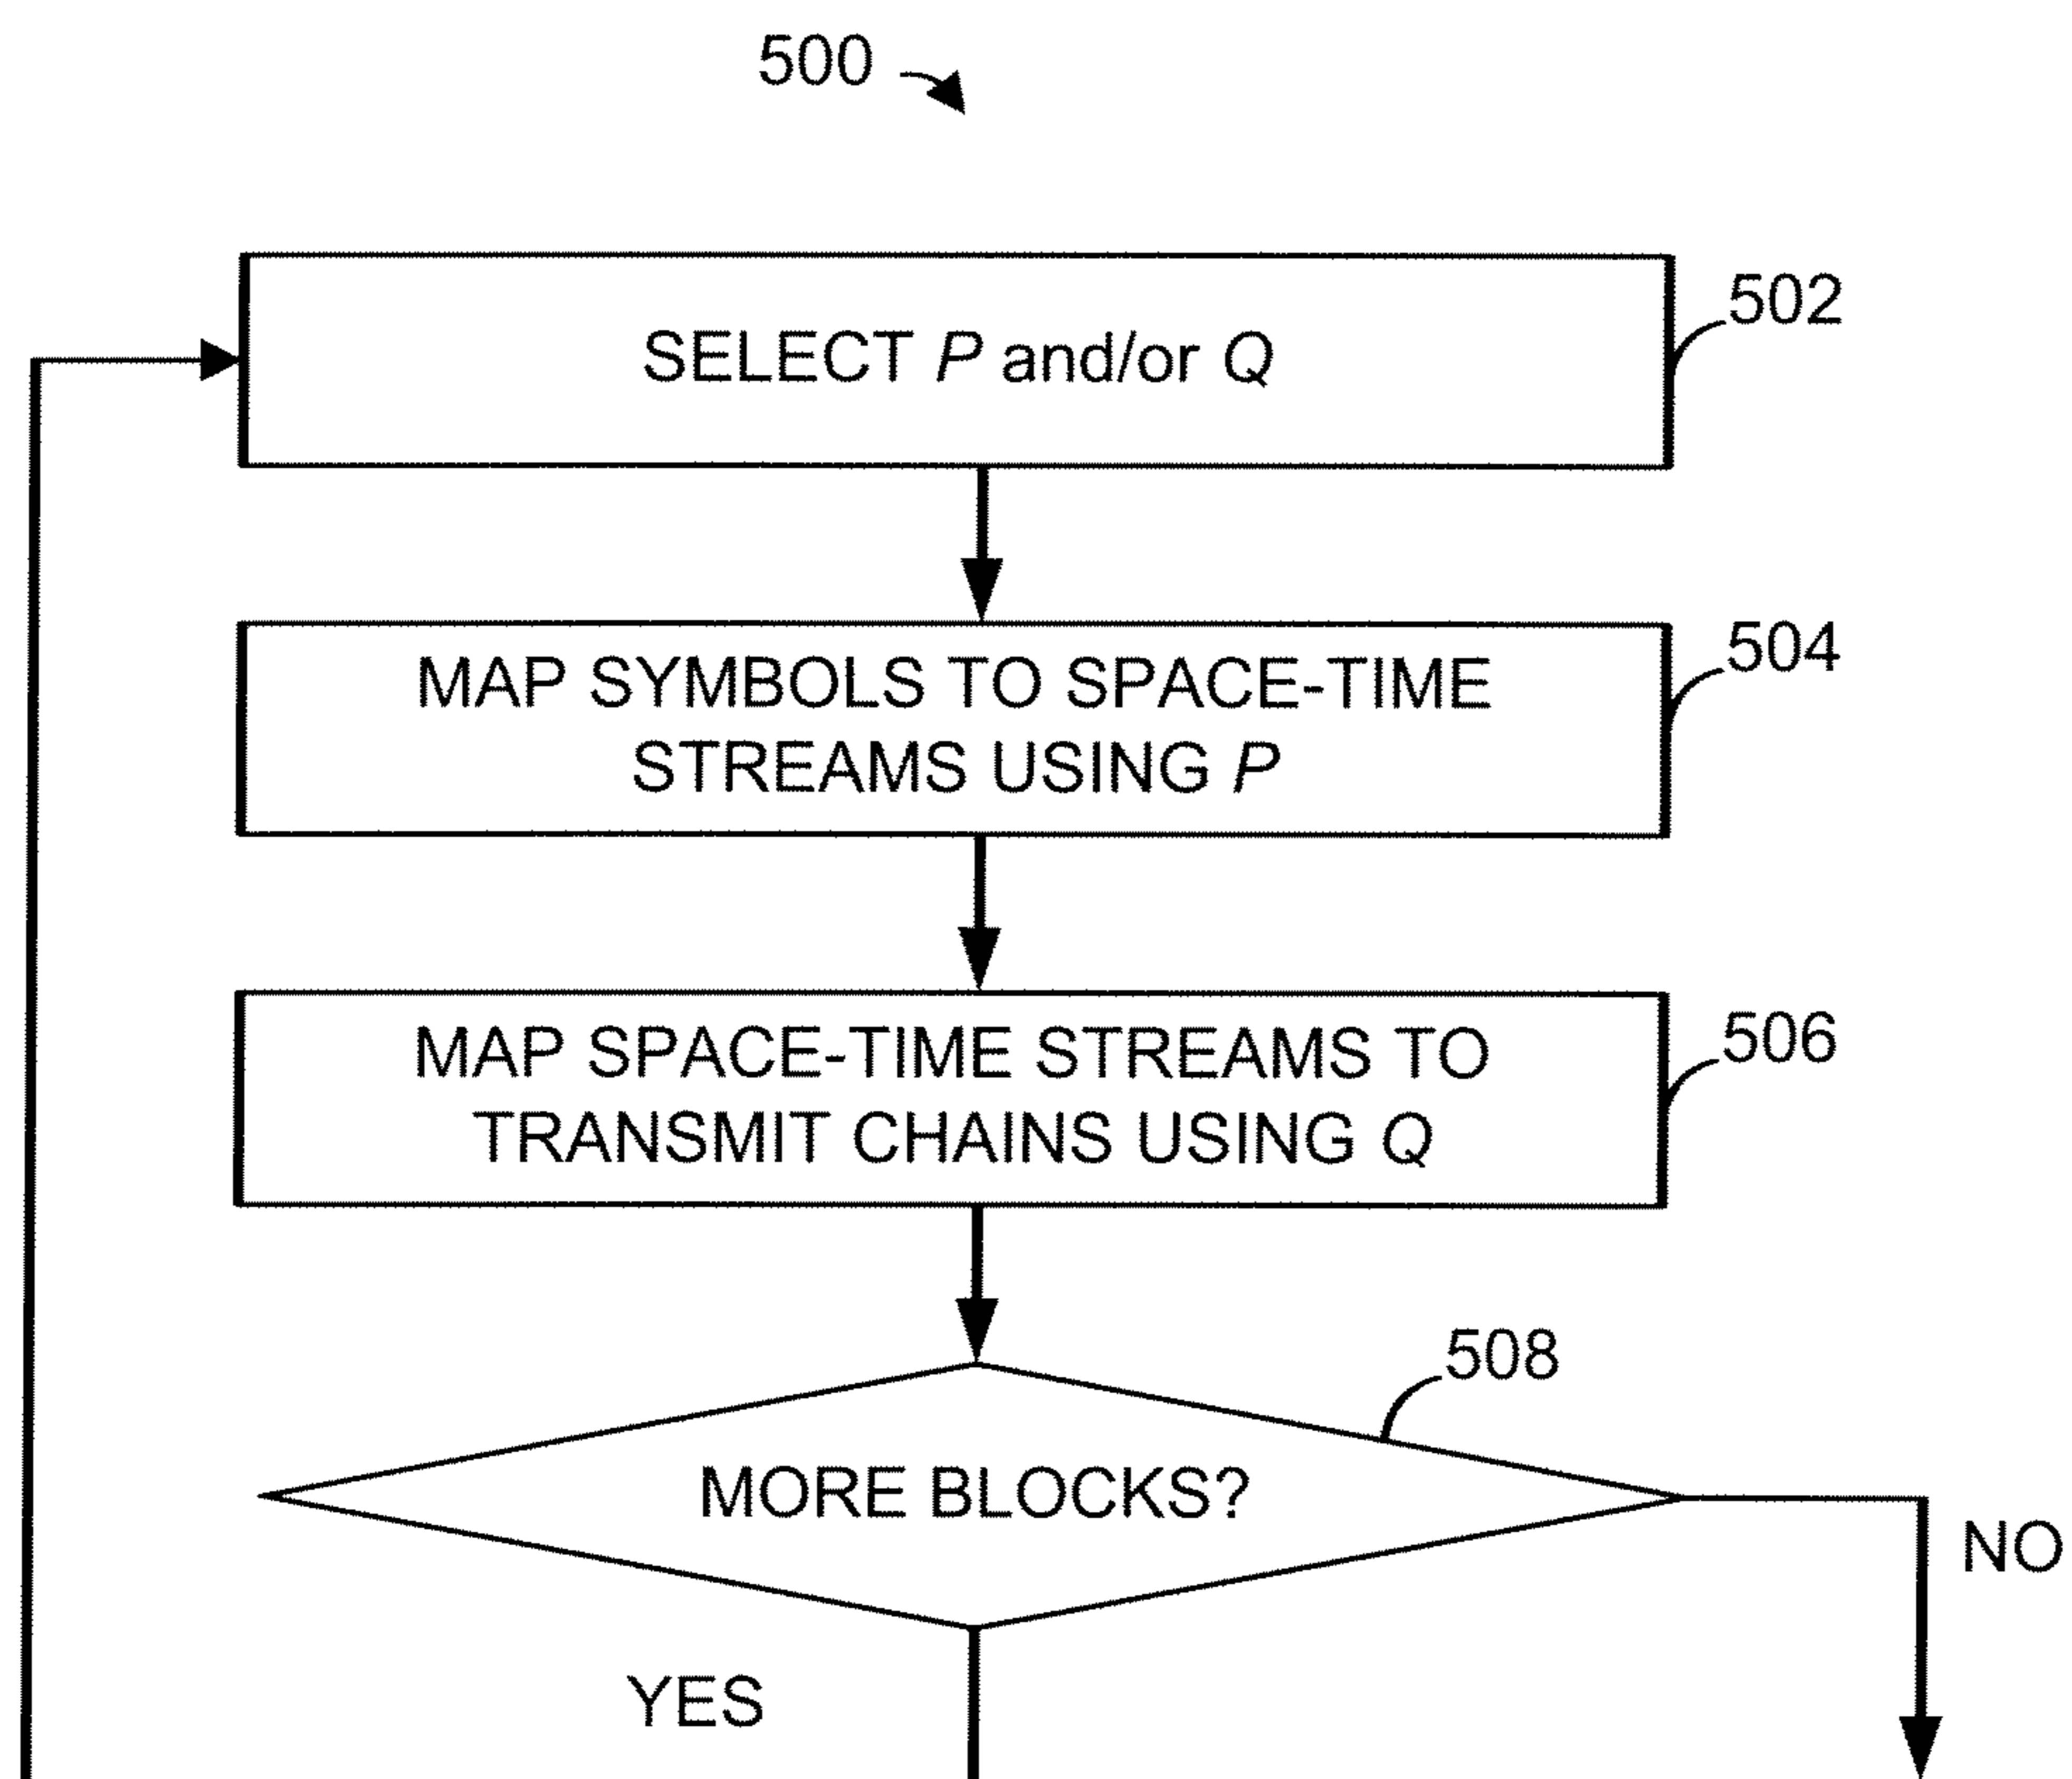 500
SELECT P and/or Q
502
MAP SYMBOLS TO SPACE-TIME
STREAMS USING P
504
MAP SPACE-TIME STREAMS TO
TRANSMIT CHAINS USING Q
506
508
MORE BLOCKS?
NO
YES